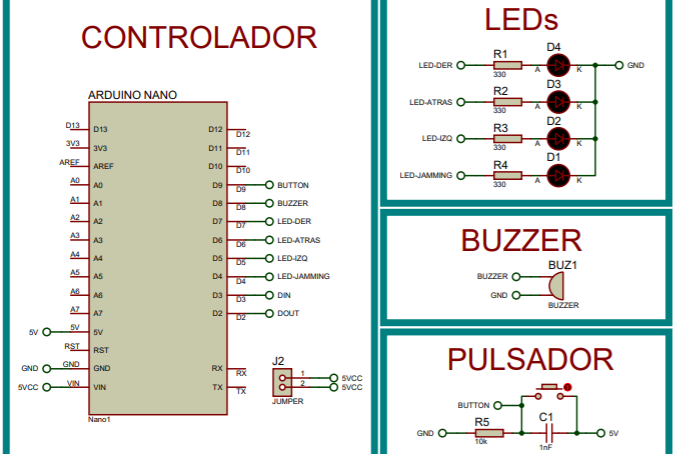 CONTROLADOR
ARDUINO NANO
D13 D13 D12 D12
3V3 3V3 D11 D11
AREF AREF D10 D10
A0 A0 D9 D9 BUTTON
A1 A1 D8 D8 BUZZER
A2 A2 D7 D7 LED-DER
A3 A3 D6 D6 LED-ATRAS
A4 A4 D5 D5 LED-IZQ
A5 A5 D4 D4 LED-JAMMING
A6 A6 D3 D3 DIN
A7 A7 D2 D2 DOUT
5V 5V 5V
RST RST
GND GND GND RX RX
5VCC VIN VIN TX TX
Nano1
J2
1 5VCC
2 5VCC
JUMPER
LEDs
R1 D4
LED-DER GND
330 A K
R2 D3
LED-ATRAS
330 A K
R3 D2
LED-IZQ
330 A K
R4 D1
LED-JAMMING
330 A K
BUZZER
BUZ1
BUZZER
GND
BUZZER
PULSADOR
BUTTON
R5 C1
GND 5V
10k 1nF